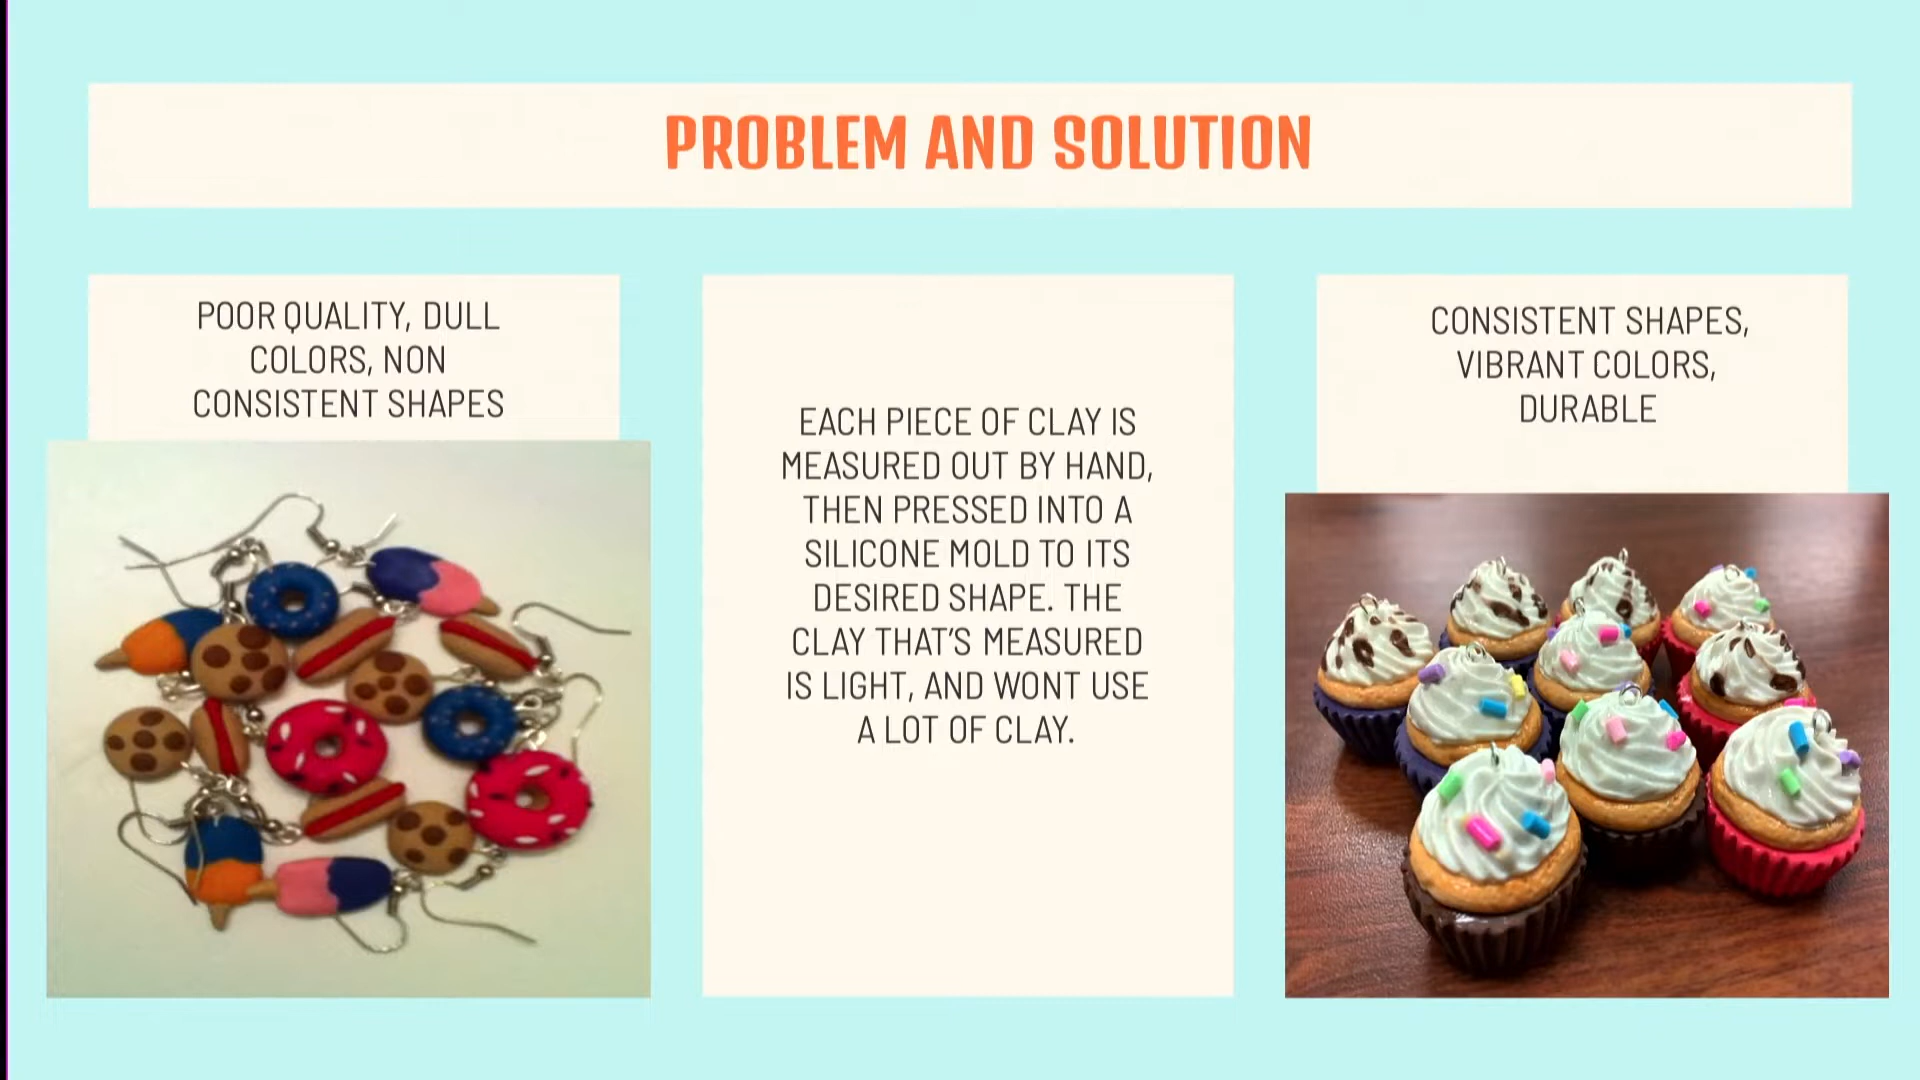 PROBLEM AND SOLUTION
POOR QUALITY, DULL
COLORS, NON
CONSISTENT SHAPES
EACH PIECE OF CLAY IS
MEASURED OUT BY HAND,
THEN PRESSED INTO A
SILICONE MOLD TO ITS
DESIRED SHAPE. THE
CLAY THAT'S MEASURED
IS LIGHT, AND WONT USE
A LOT OF CLAY.
CONSISTENT SHAPES,
VIBRANT COLORS,
DURABLE